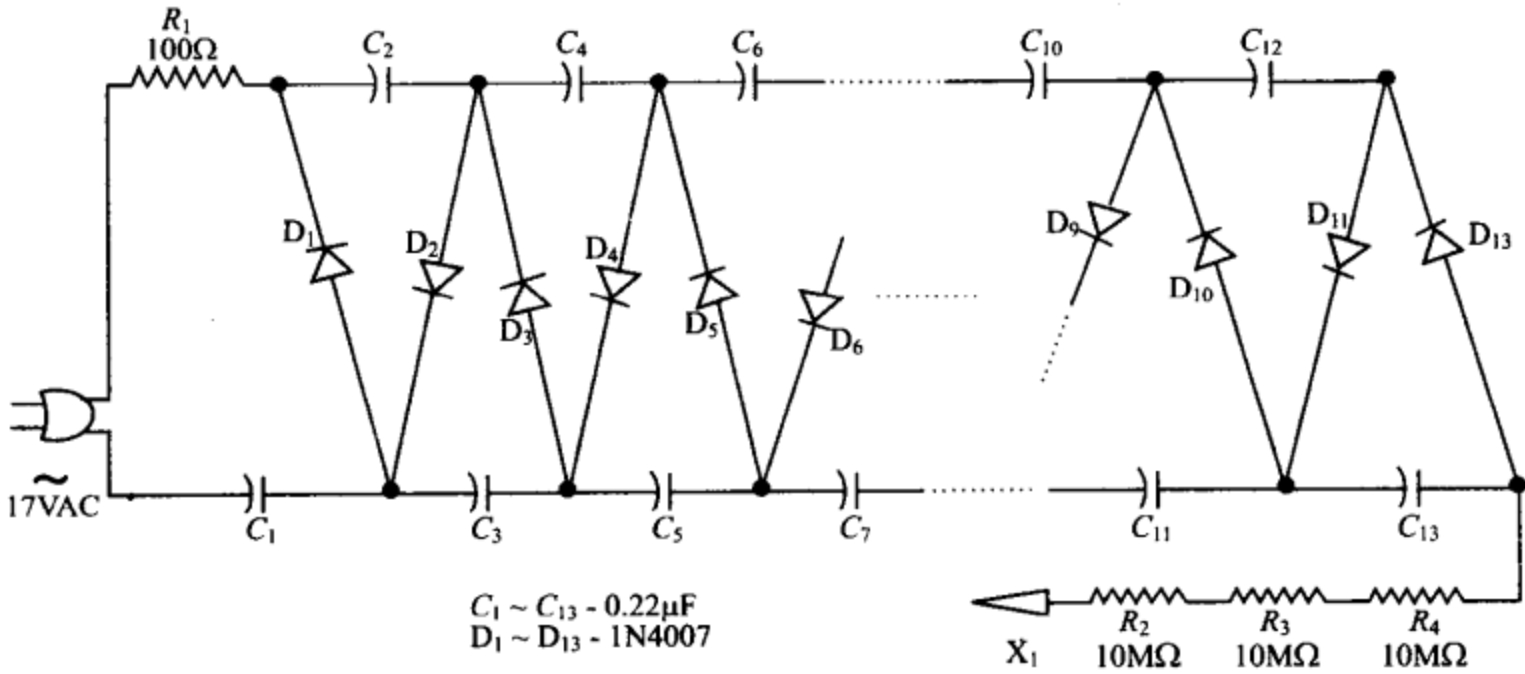 R₁
100Ω
C₂
C₄
C₆
C₁₀
C₁₂
D₁
D₂
D₃
D₄
D₅
D₆
D₉
D₁₀
D₁₁
D₁₃
~
17VAC
C₁
C₃
C₅
C₇
C₁₁
C₁₃
C₁ ~ C₁₃ - 0.22µF
D₁ ~ D₁₃ - 1N4007
X₁
R₂
10MΩ
R₃
10MΩ
R₄
10MΩ